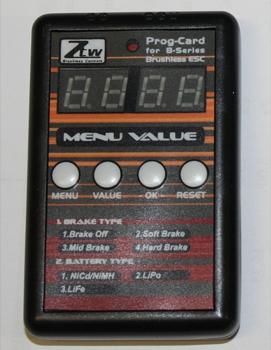 ZTW
Brushless Controls
Prog-Card
for B-Series
Brushless ESC
MENU VALUE
MENU VALUE OK RESET
1. BRAKE TYPE
1.Brake Off 2.Soft Brake
3.Mid Brake 4.Hard Brake
2. BATTERY TYPE
1. NiCd/NiMH 2.LiPo
3.LiFe